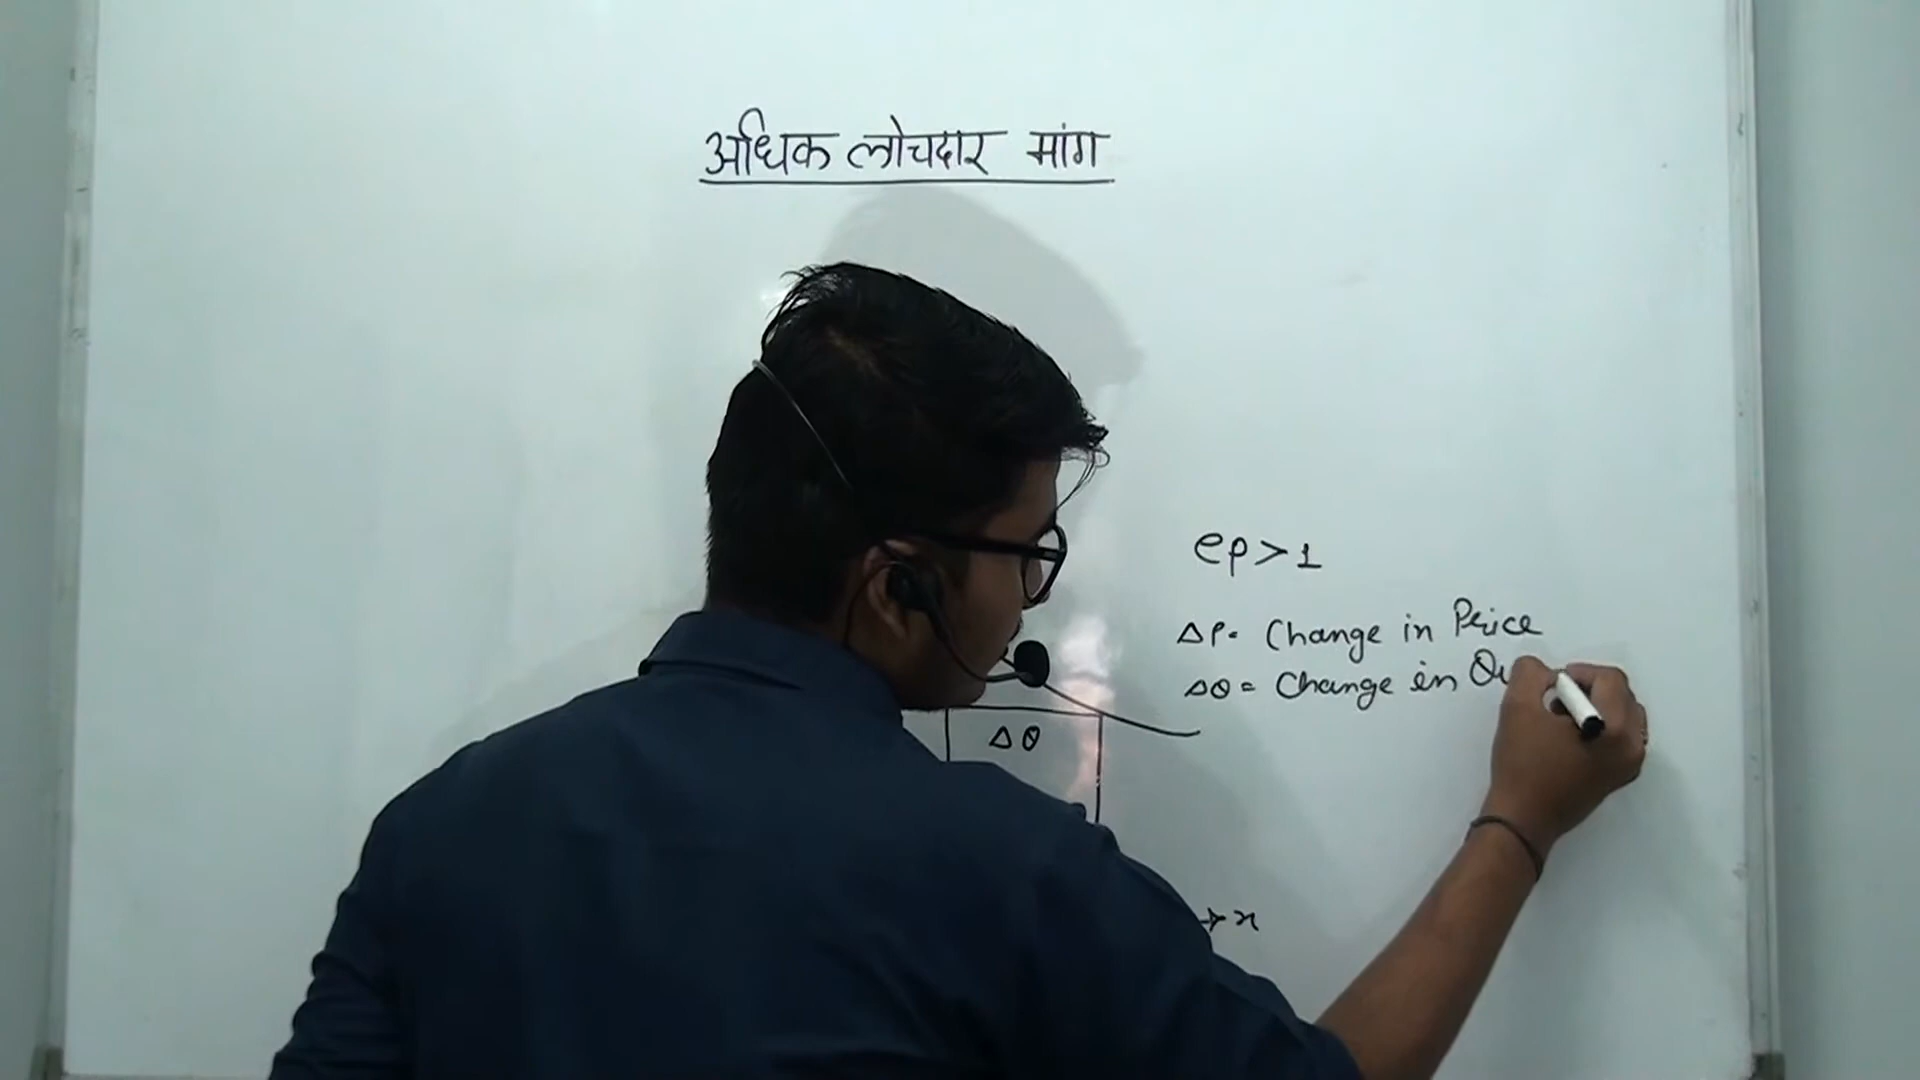 अधिक लोचदार मांग
ep > 1
ΔP = Change in Price
ΔQ = Change in
ΔQ
x